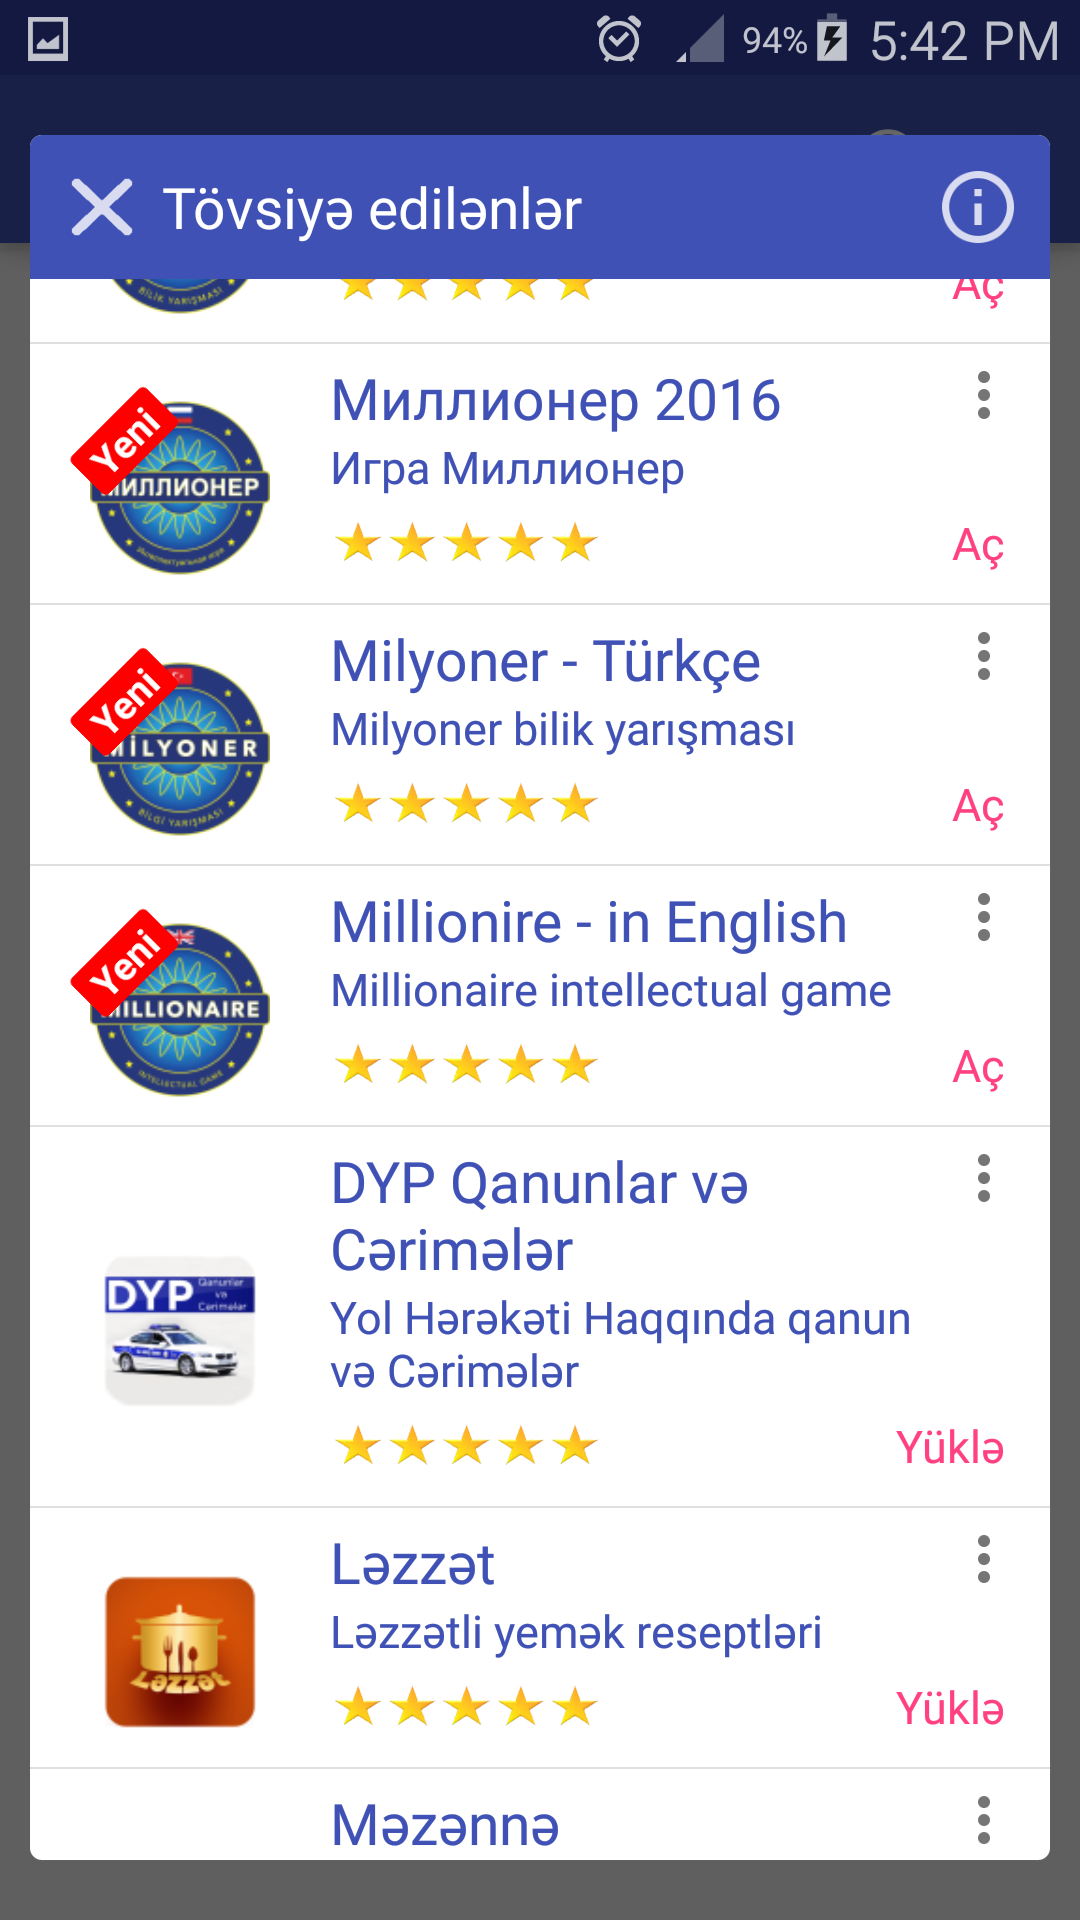 94% 5:42 PM
Tövsiyə edilənlər
BİLİK YARIŞMASI
Aç
Yeni
МИЛЛИОНЕР
Интеллектуальная игра
Миллионер 2016
Игра Миллионер
Aç
Yeni
MİLYONER
BİLGİ YARIŞMASI
Milyoner - Türkçe
Milyoner bilik yarışması
Aç
Yeni
MILLIONAIRE
INTELLECTUAL GAME
Millionire - in English
Millionaire intellectual game
Aç
DYP Qanunlar və Cərimələr
DYP Qanunlar və
Cərimələr
Yol Hərəkəti Haqqında qanun
və Cərimələr
Yüklə
Ləzzət
Ləzzət
Ləzzətli yemək reseptləri
Yüklə
Məzənnə